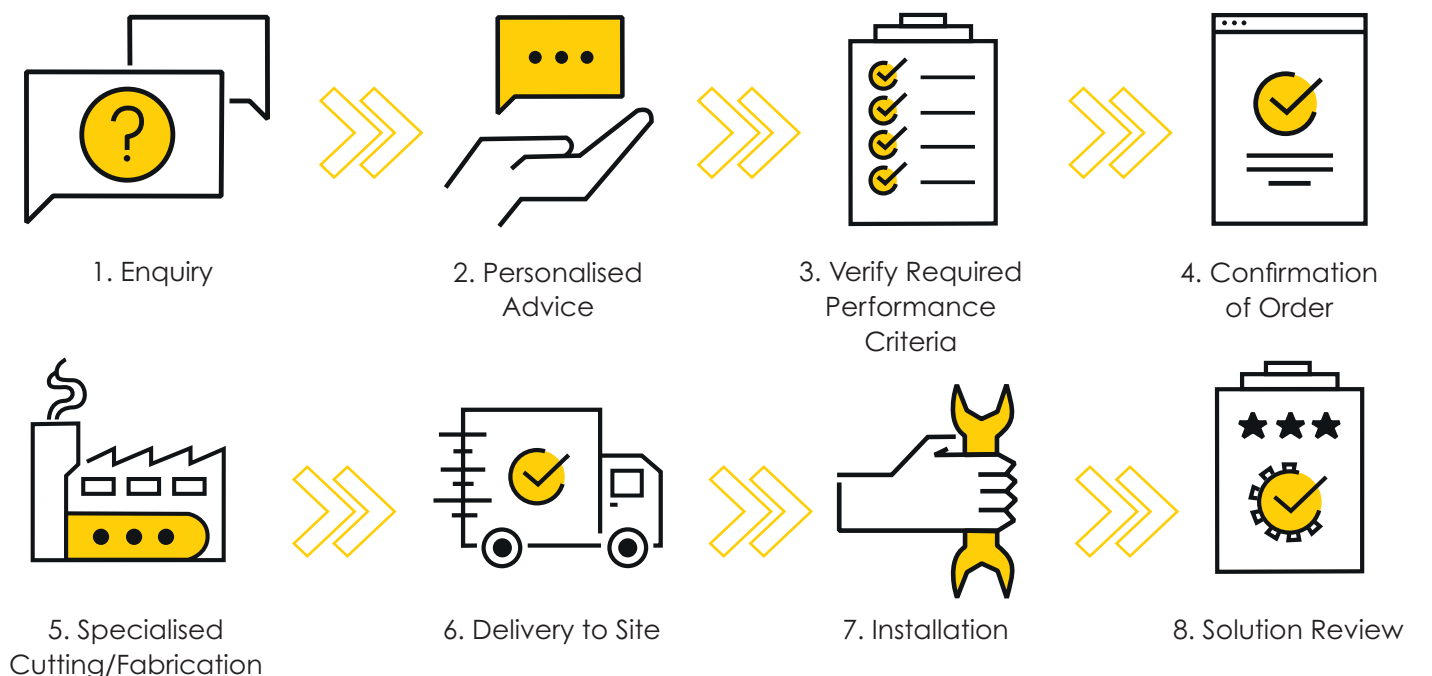 ?
1. Enquiry
2. Personalised
Advice
3. Verify Required
Performance
Criteria
4. Confirmation
of Order
5. Specialised
Cutting/Fabrication
6. Delivery to Site
7. Installation
8. Solution Review